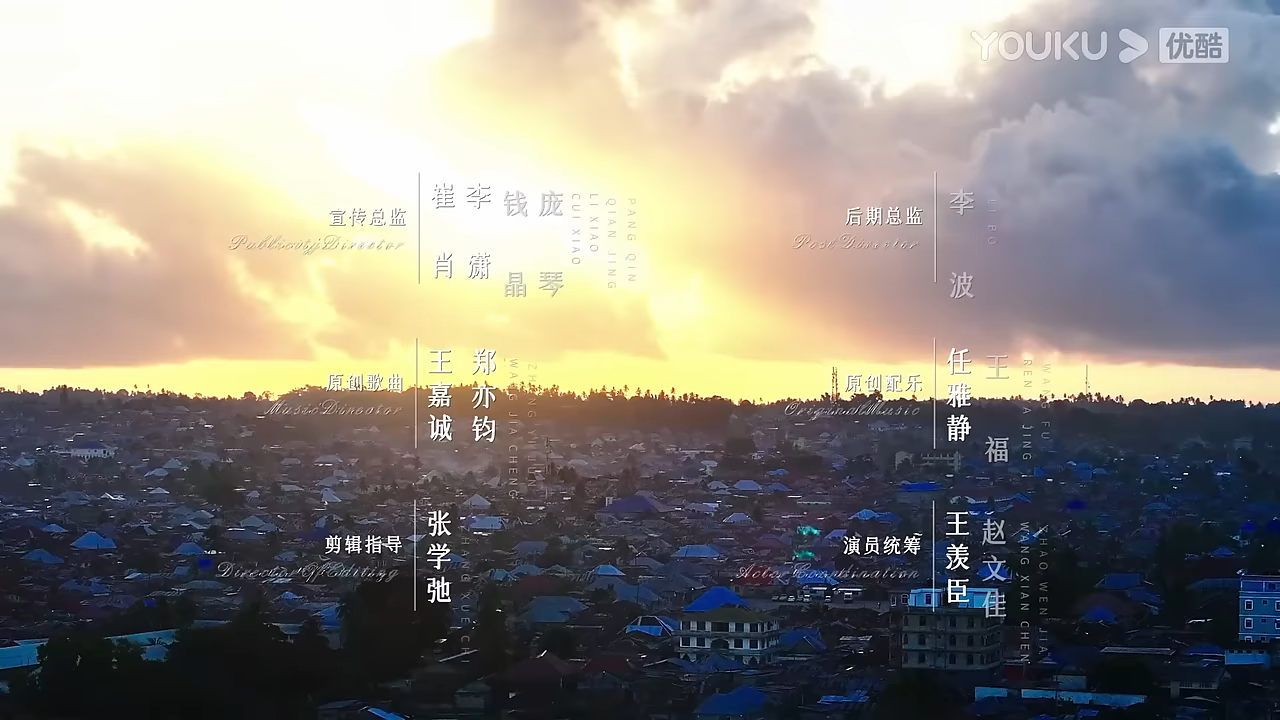 YOUKU 优酷
宣传总监
Publicity Director
崔肖
李潇
钱晶
庞琴
CUI XIAO
LI XIAO
QIAN JING
PANG QIN
后期总监
Post Director
李波
LI BO
原创歌曲
Music Director
王嘉诚
郑亦钧
WANG JIA CHENG
原创配乐
Original Music
任雅静
王福
REN YA JING
WANG FU
剪辑指导
Director Of Editing
张学弛
演员统筹
Actor Coordination
王羡臣
赵文佳
WANG XIAN CHEN
ZHAO WEN JIA